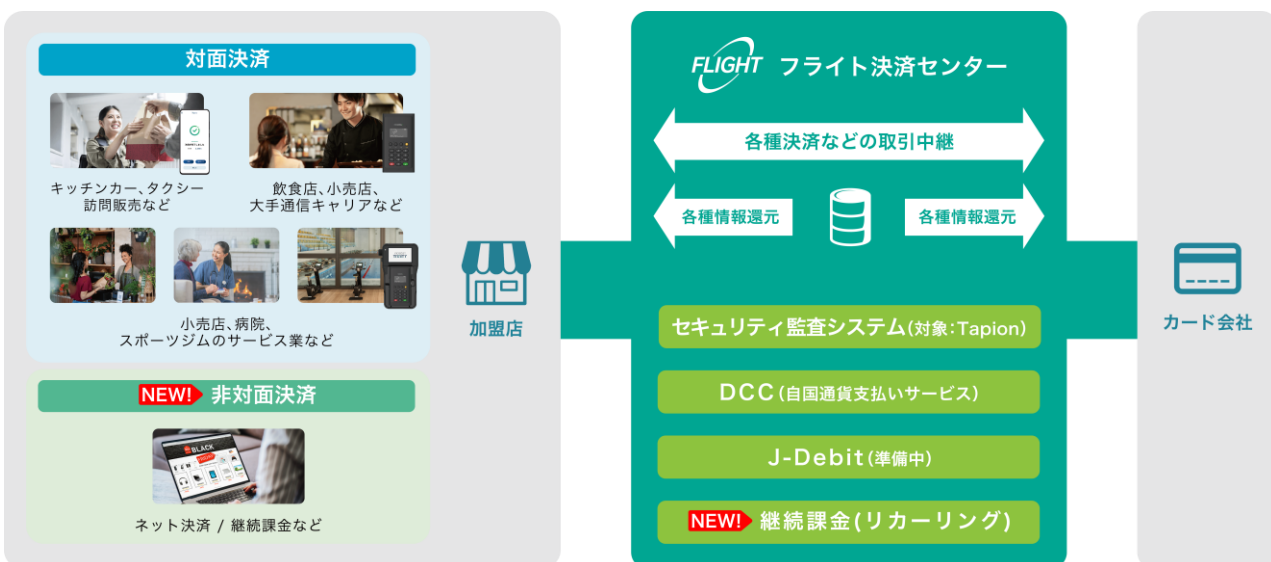 対面決済
キッチンカー、タクシー
訪問販売など
飲食店、小売店、
大手通信キャリアなど
小売店、病院、
スポーツジムのサービス業など
NEW! 非対面決済
BLACK
ネット決済 / 継続課金など
加盟店
FLIGHT フライト決済センター
各種決済などの取引中継
各種情報還元
各種情報還元
セキュリティ監査システム(対象:Tapion)
DCC(自国通貨支払いサービス)
J-Debit(準備中)
NEW! 継続課金(リカーリング)
カード会社